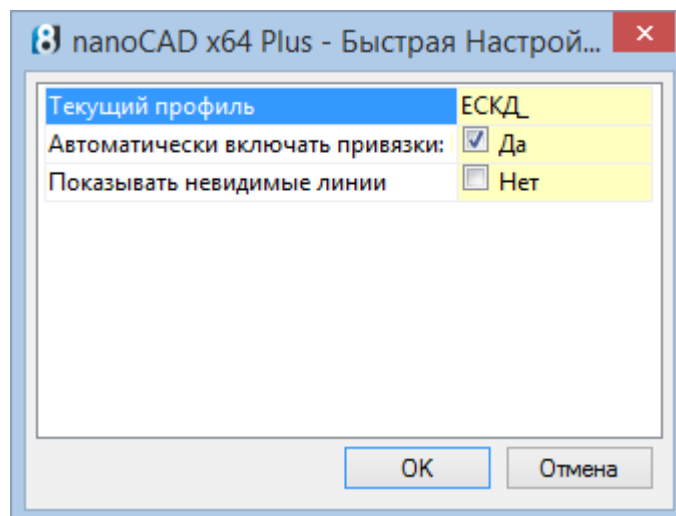 nanoCAD x64 Plus - Быстрая Настрой...
Текущий профиль ЕСКД_
Автоматически включать привязки: Да
Показывать невидимые линии Нет
OK Отмена